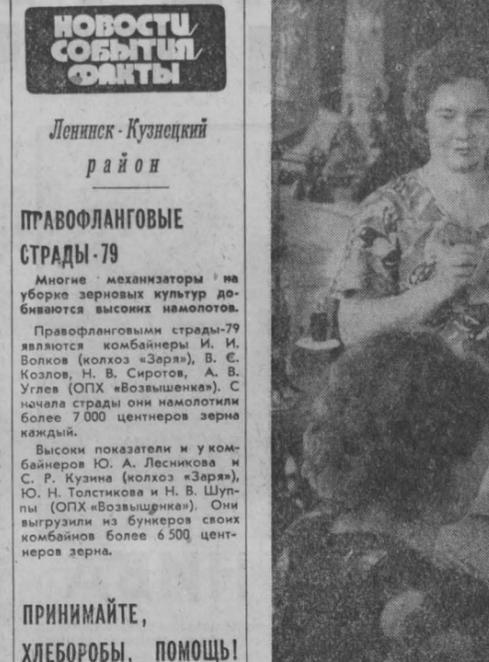 НОВОСТИ
СОБЫТИЯ
ФАКТЫ
Ленинск-Кузнецкий
район
ПРАВОФЛАНГОВЫЕ
СТРАДЫ-79
Многие механизаторы на
уборке зерновых культур до-
биваются высоких намолотов.
Правофланговыми страды-79
являются комбайнеры И. И.
Волков (колхоз «Заря»), В. Е.
Козлов, Н. В. Сиротов, А. В.
Углев (ОПХ «Возвышенка»). С
начала страды они намолотили
более 7 000 центнеров зерна
каждый.
Высоки показатели и у ком-
байнеров Ю. А. Лесникова и
С. Р. Кузина (колхоз «Заря»),
Ю. Н. Толстикова и Н. В. Шуп-
пы (ОПХ «Возвышенка»). Они
выгрузили из бункеров своих
комбайнов более 6 500 цент-
неров зерна.
ПРИНИМАЙТЕ,
ХЛЕБОРОБЫ, ПОМОЩЬ!